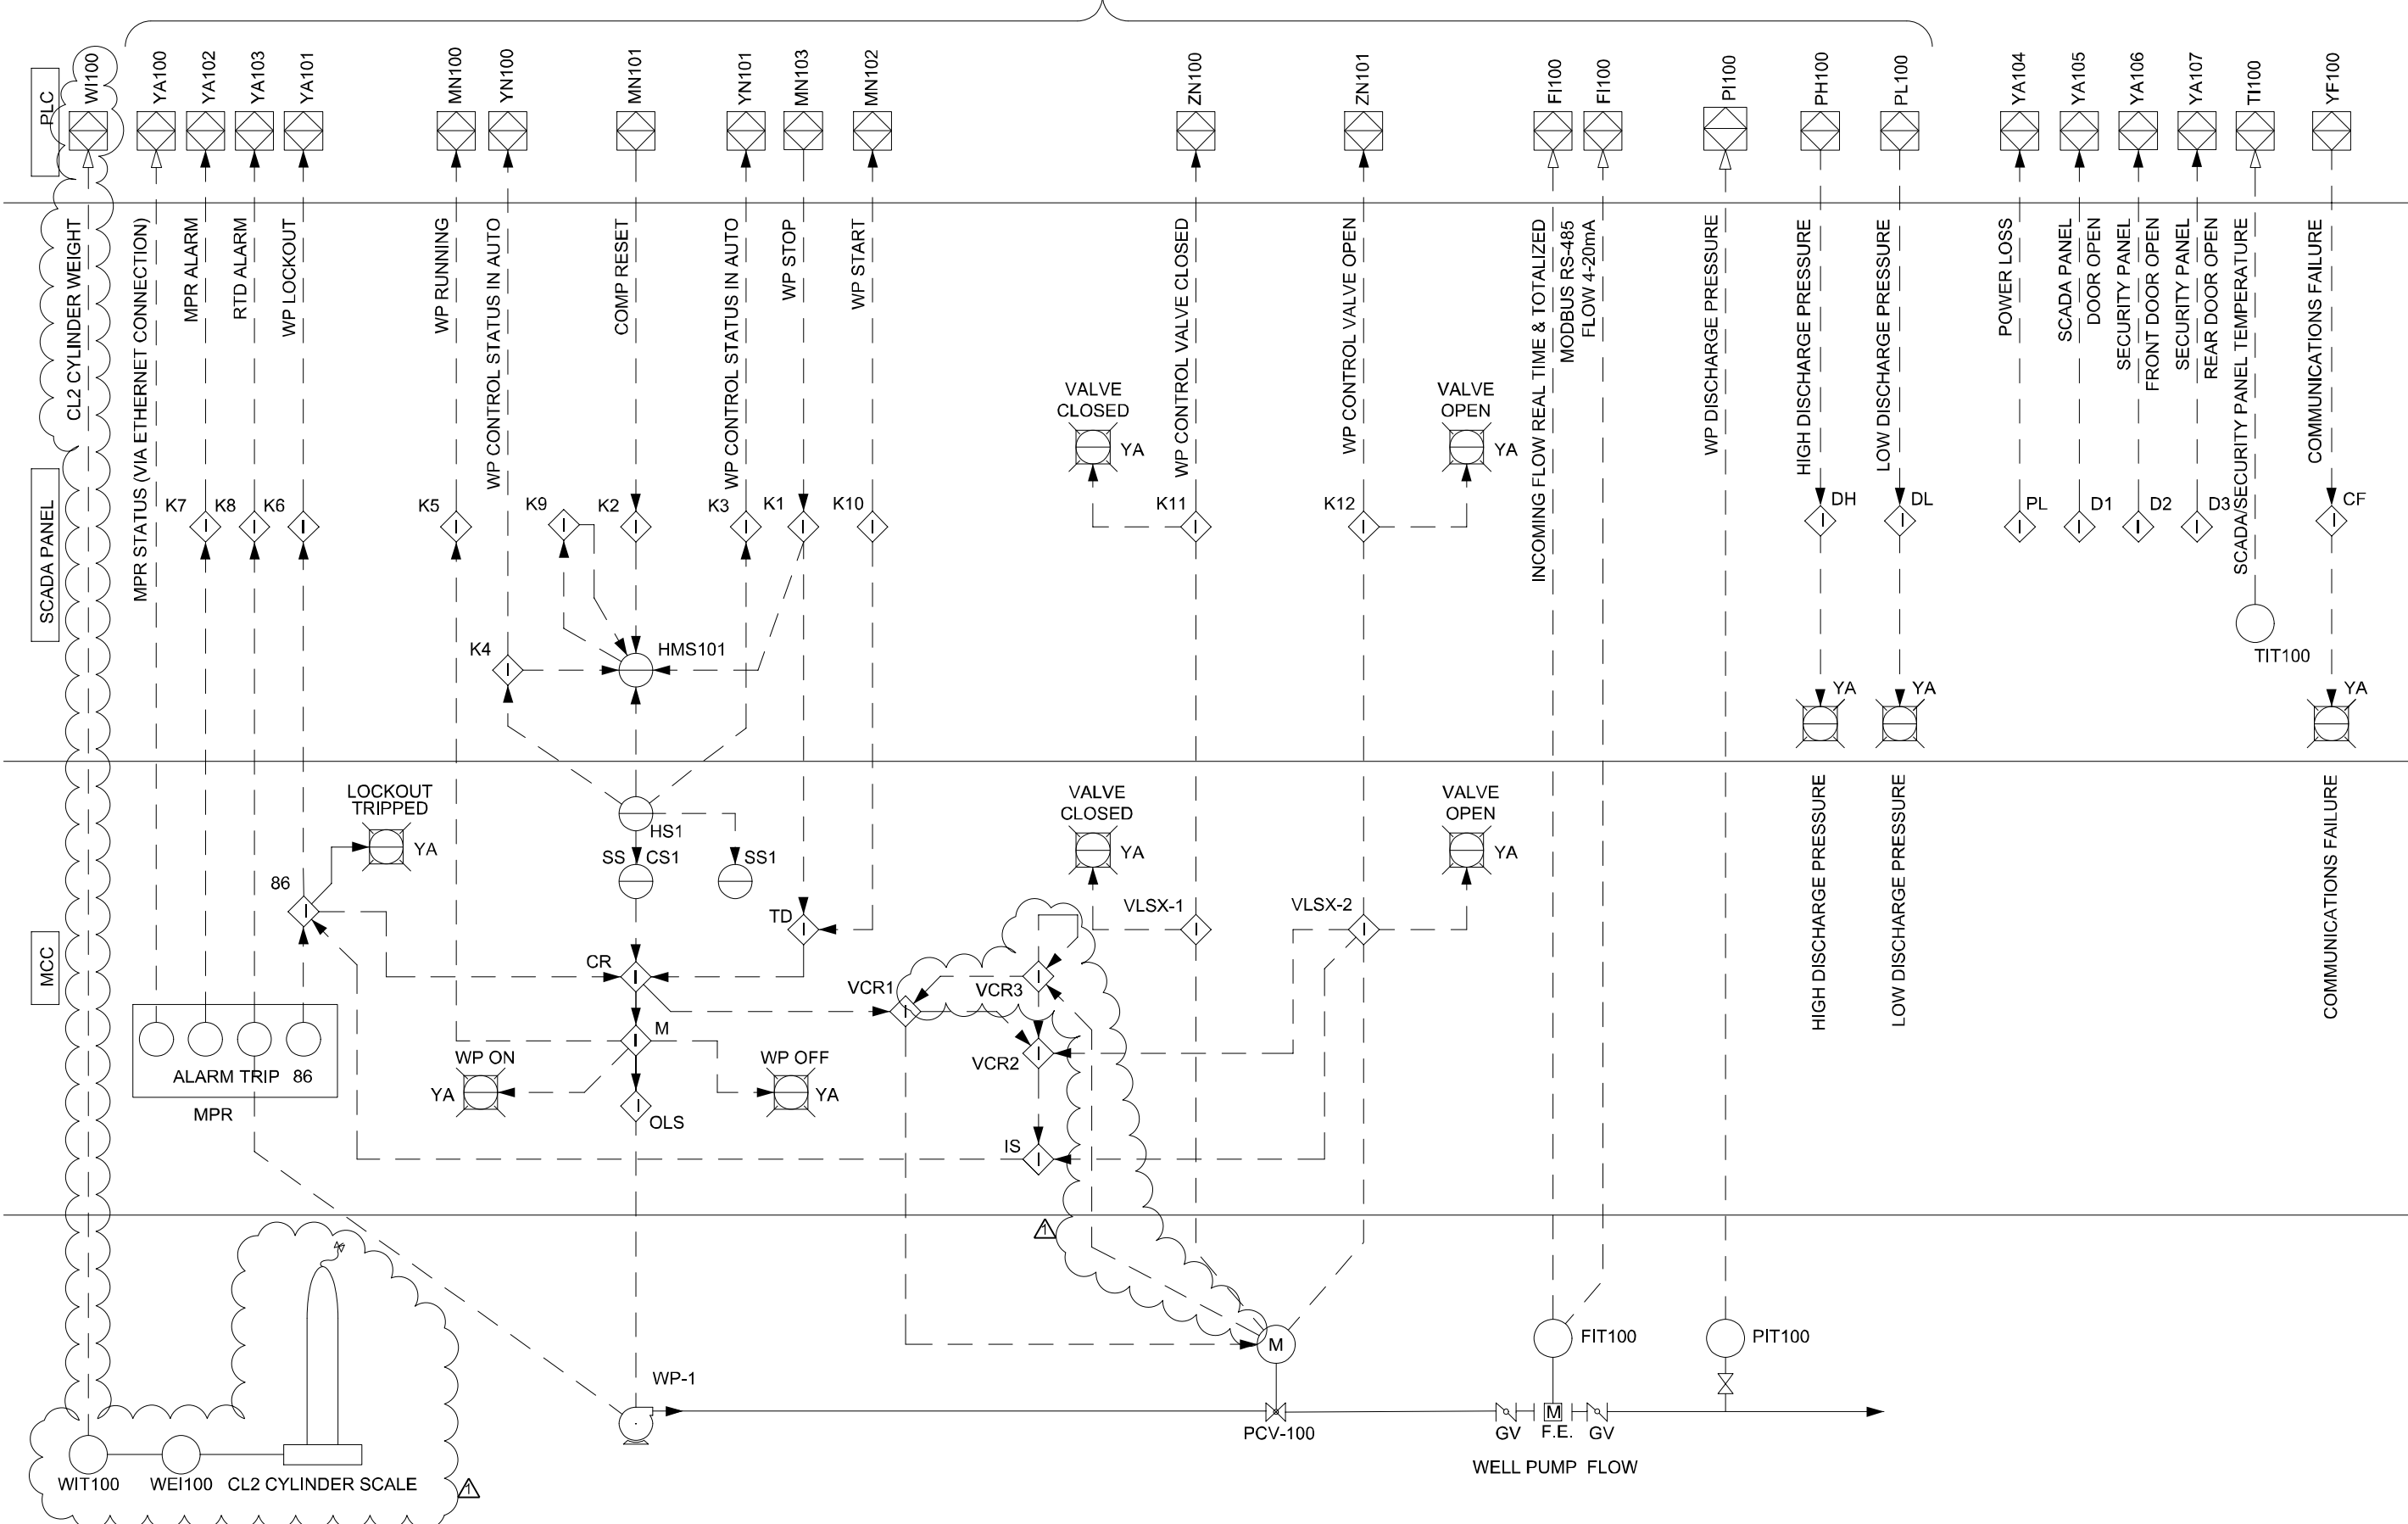 PLC
WI100
YA100
YA102
YA103
YA101
MN100
YN100
MN101
YN101
MN103
MN102
ZN100
ZN101
FI100
FI100
PI100
PH100
PL100
YA104
YA105
YA106
YA107
TI100
YF100
CL2 CYLINDER WEIGHT
MPR STATUS (VIA ETHERNET CONNECTION)
MPR ALARM
RTD ALARM
WP LOCKOUT
WP RUNNING
WP CONTROL STATUS IN AUTO
COMP RESET
WP CONTROL STATUS IN AUTO
WP STOP
WP START
WP CONTROL VALVE CLOSED
WP CONTROL VALVE OPEN
INCOMING FLOW REAL TIME & TOTALIZED
MODBUS RS-485
FLOW 4-20mA
WP DISCHARGE PRESSURE
HIGH DISCHARGE PRESSURE
LOW DISCHARGE PRESSURE
POWER LOSS
SCADA PANEL
DOOR OPEN
SECURITY PANEL
FRONT DOOR OPEN
SECURITY PANEL
REAR DOOR OPEN
SCADA/SECURITY PANEL TEMPERATURE
COMMUNICATIONS FAILURE
VALVE
CLOSED
YA
VALVE
OPEN
YA
SCADA PANEL
K7
K8
K6
K5
K9
K2
K3
K1
K10
K11
K12
DH
DL
PL
D1
D2
D3
CF
K4
HMS101
TIT100
YA
YA
YA
LOCKOUT
TRIPPED
YA
HS1
SS
CS1
SS1
VALVE
CLOSED
YA
VALVE
OPEN
YA
HIGH DISCHARGE PRESSURE
LOW DISCHARGE PRESSURE
COMMUNICATIONS FAILURE
MCC
86
TD
VLSX-1
VLSX-2
CR
VCR1
VCR3
M
VCR2
WP ON
YA
WP OFF
YA
OLS
IS
ALARM TRIP 86
MPR
1
M
FIT100
PIT100
WP-1
PCV-100
GV
M
F.E.
GV
WELL PUMP FLOW
WIT100
WEI100
CL2 CYLINDER SCALE
1